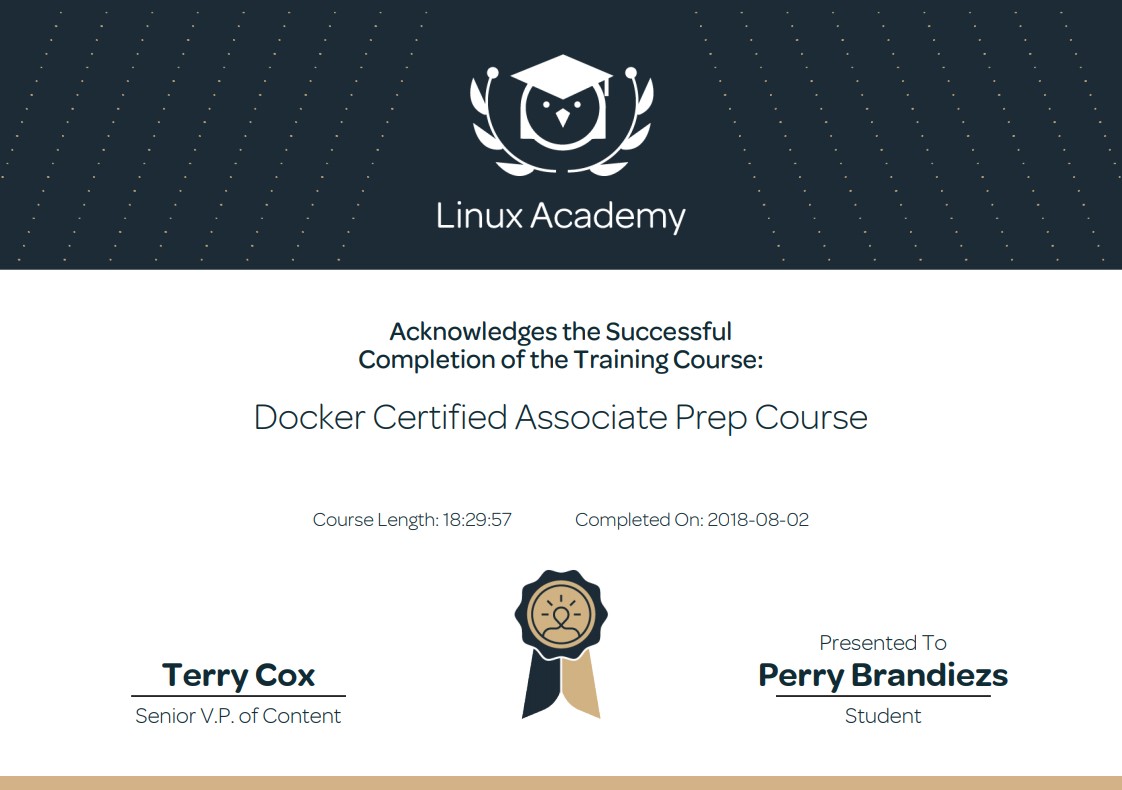 Linux Academy
Acknowledges the Successful
Completion of the Training Course:
Docker Certified Associate Prep Course
Course Length: 18:29:57
Completed On: 2018-08-02
Terry Cox
Senior V.P. of Content
Presented To
Perry Brandiezs
Student